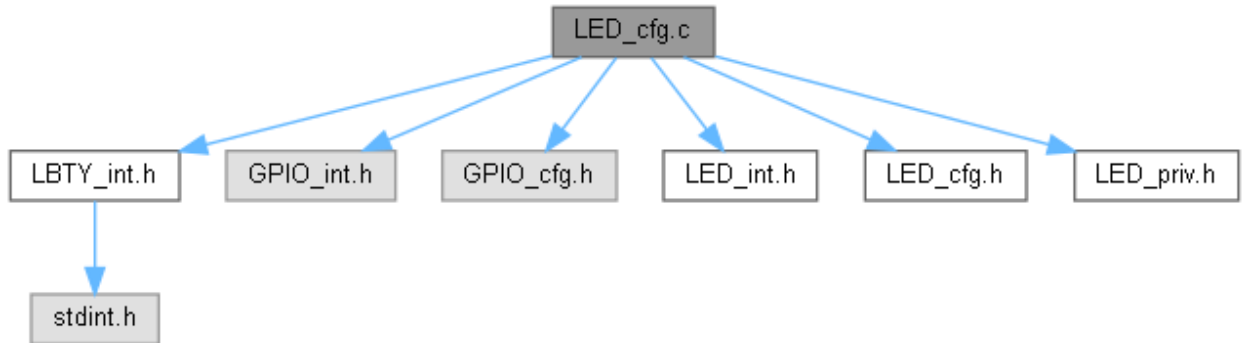 LED_cfg.c
LBTY_int.h
GPIO_int.h
GPIO_cfg.h
LED_int.h
LED_cfg.h
LED_priv.h
stdint.h